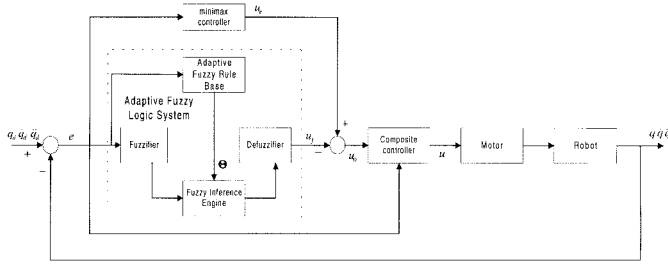 minimax
controller
u_e
Adaptive
Fuzzy Rule
Base
Adaptive Fuzzy
Logic System
q_d q̇_d q̈_d
+
−
e
Fuzzifier
Θ
Defuzzifier
u_f
−
+
u_0
Composite
controller
u
Motor
Robot
q q̇ q̈
Fuzzy Inference
Engine